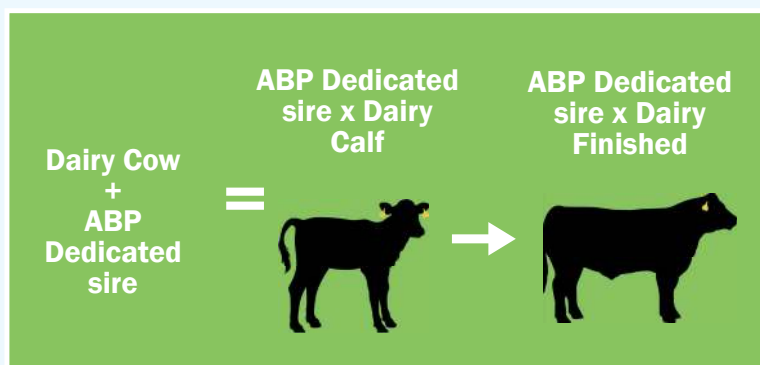 Dairy Cow
+
ABP
Dedicated
sire
=
ABP Dedicated
sire x Dairy
Calf
ABP Dedicated
sire x Dairy
Finished